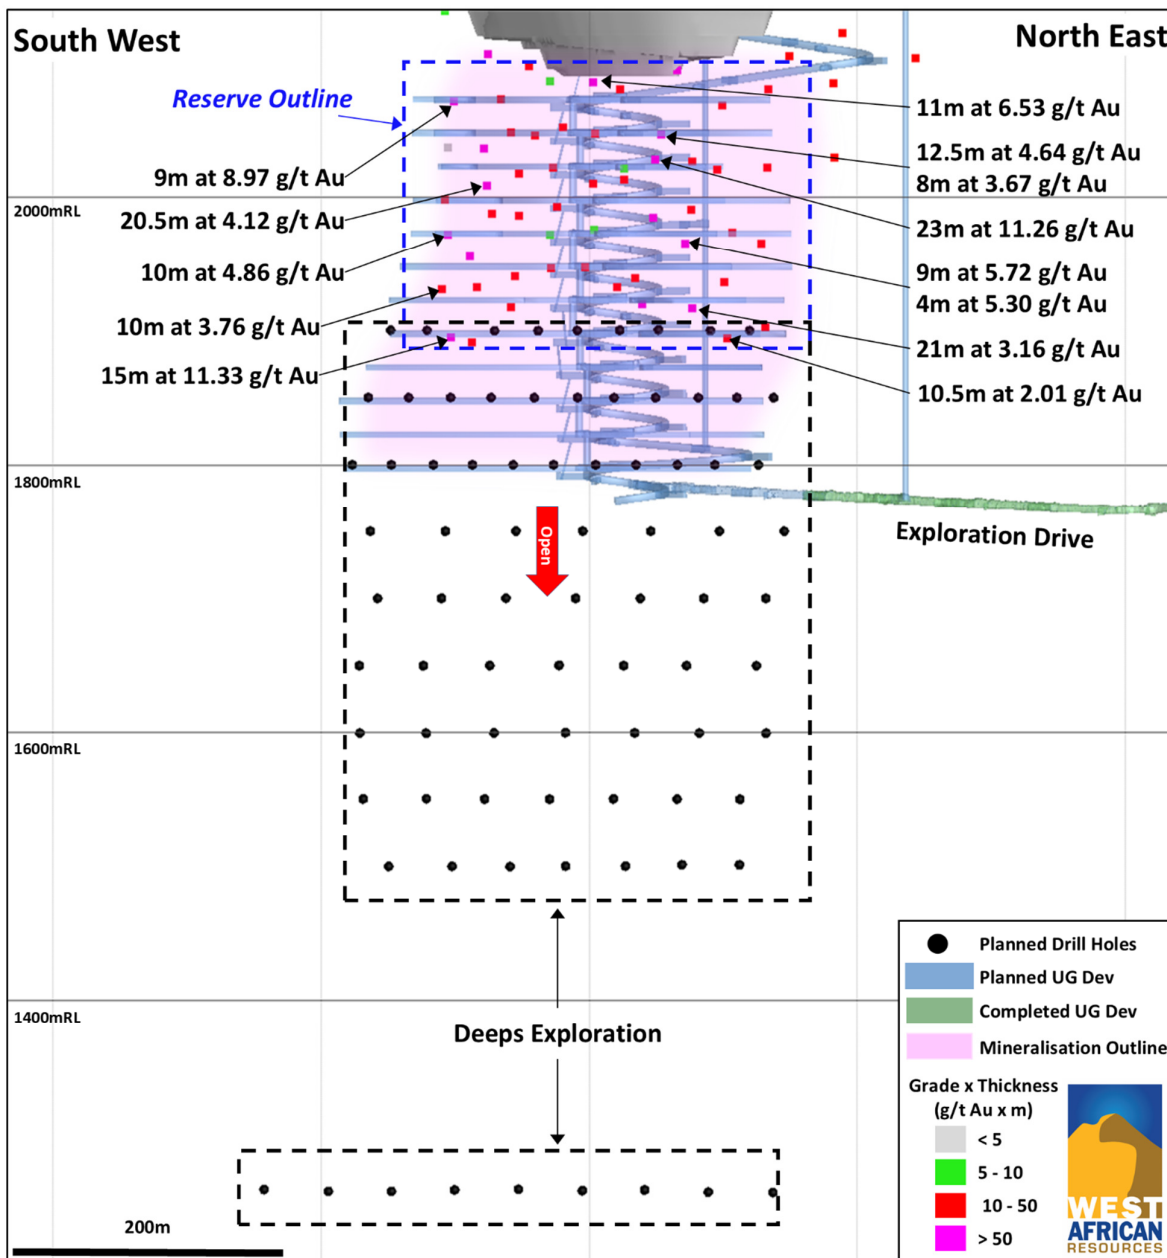 South West
North East
Reserve Outline
11m at 6.53 g/t Au
12.5m at 4.64 g/t Au
8m at 3.67 g/t Au
9m at 8.97 g/t Au
2000mRL
20.5m at 4.12 g/t Au
23m at 11.26 g/t Au
10m at 4.86 g/t Au
9m at 5.72 g/t Au
4m at 5.30 g/t Au
10m at 3.76 g/t Au
21m at 3.16 g/t Au
15m at 11.33 g/t Au
10.5m at 2.01 g/t Au
1800mRL
Open
Exploration Drive
1600mRL
1400mRL
Deeps Exploration
200m
Planned Drill Holes
Planned UG Dev
Completed UG Dev
Mineralisation Outline
Grade x Thickness
(g/t Au x m)
< 5
5 - 10
10 - 50
> 50
WEST
AFRICAN
RESOURCES